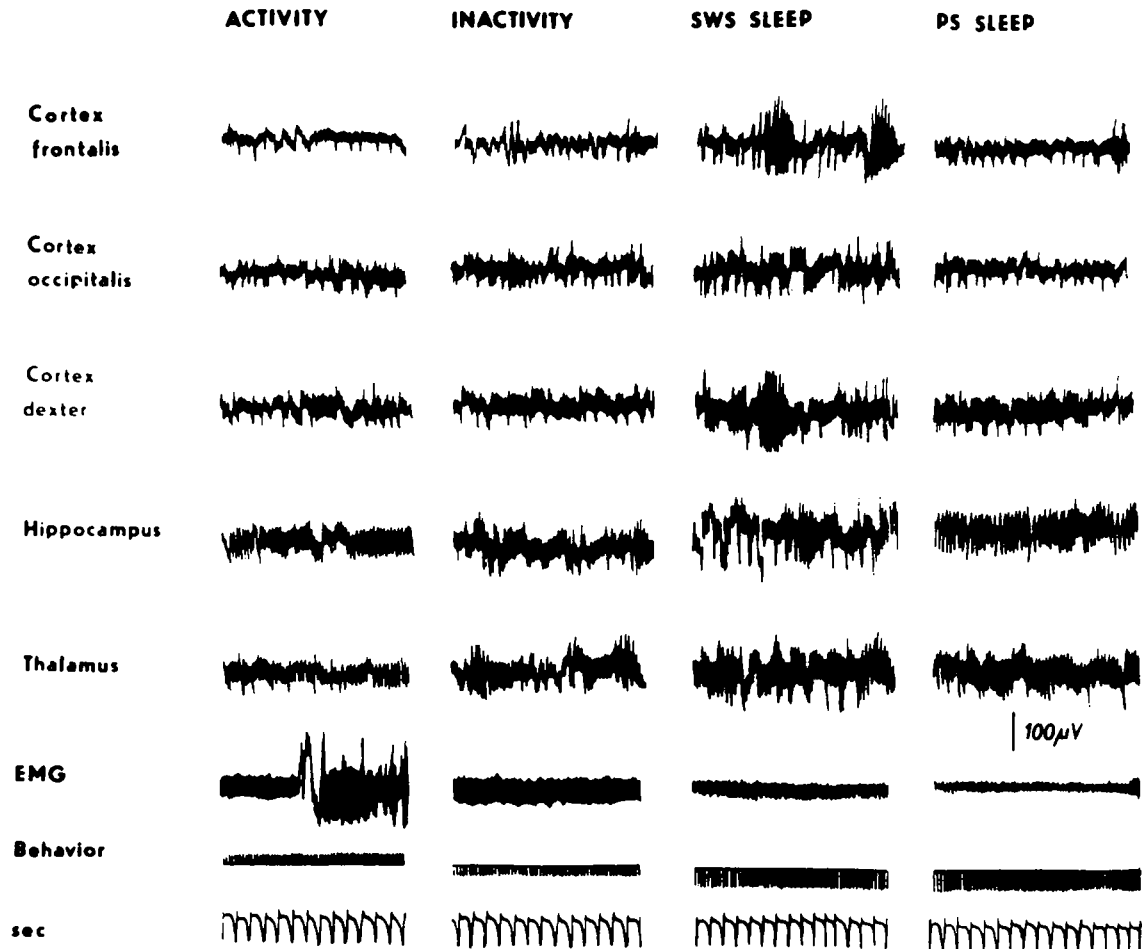 ACTIVITY INACTIVITY SWS SLEEP PS SLEEP
Cortex
frontalis
Cortex
occipitalis
Cortex
dexter
Hippocampus
Thalamus
100µV
EMG
Behavior
sec